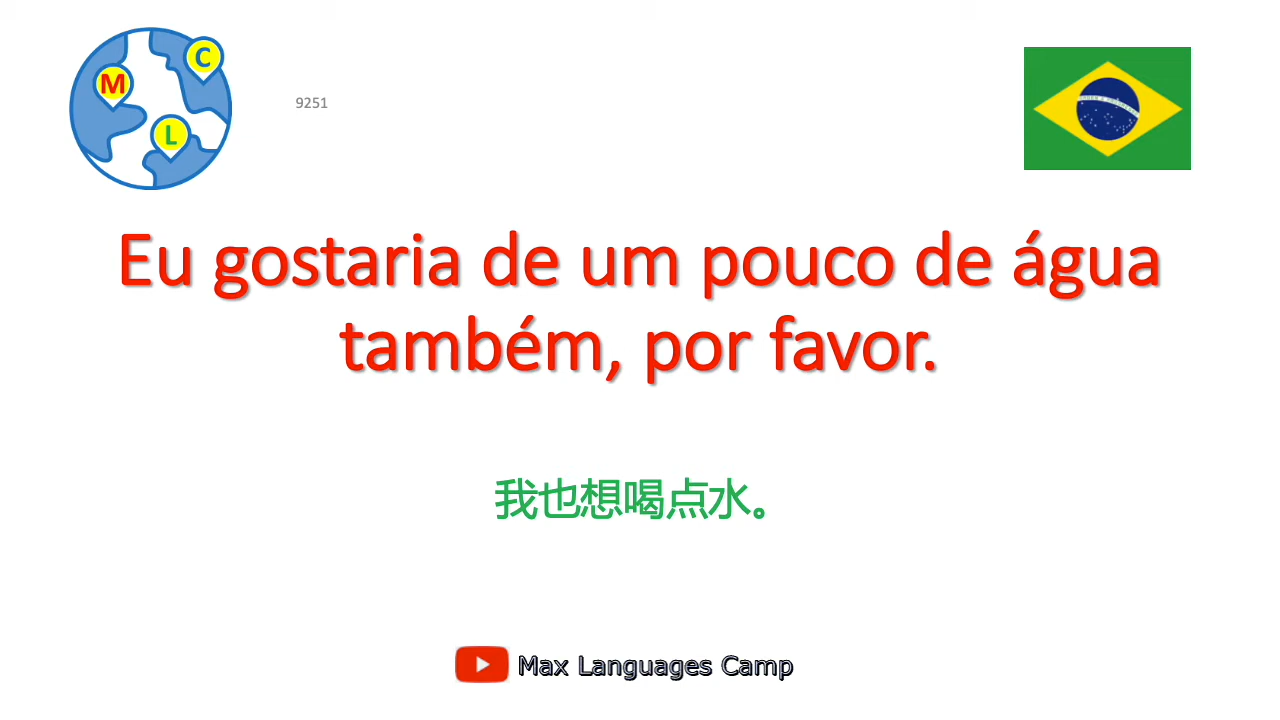 M
C
L
9251
Eu gostaria de um pouco de água
também, por favor.
我也想喝点水。
Max Languages Camp